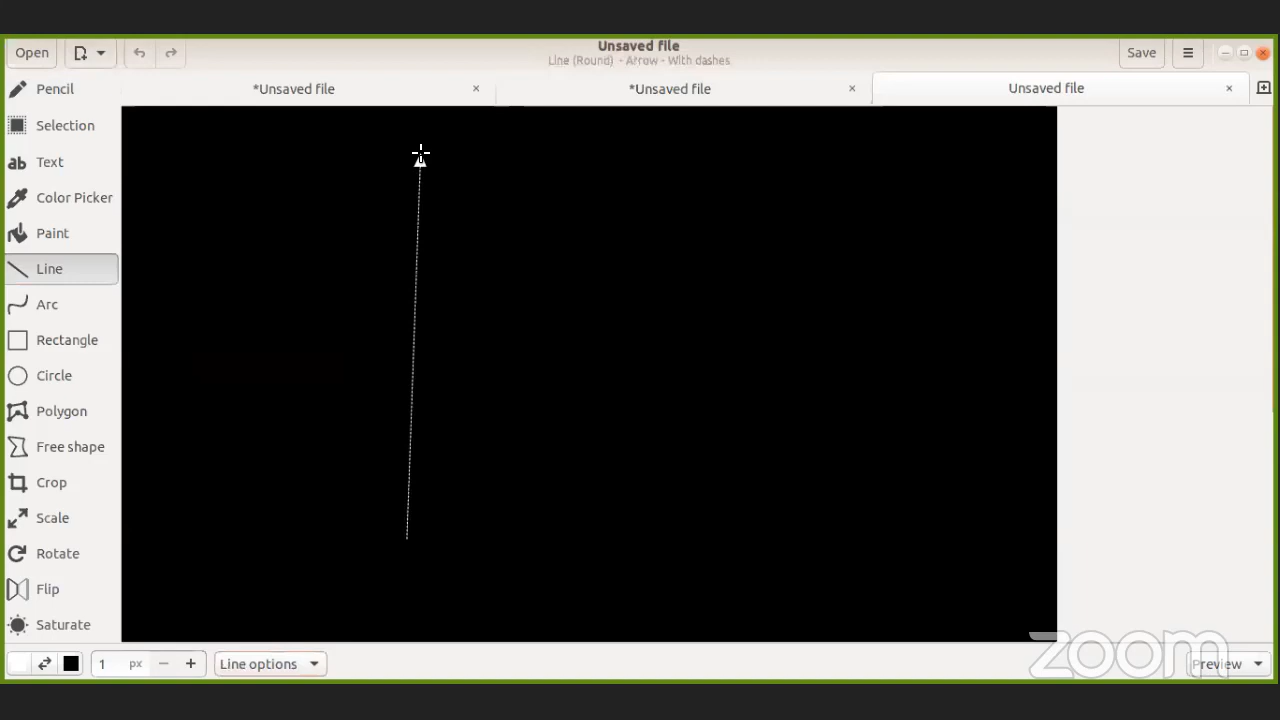 Open
Unsaved file
Line (Round) - Arrow - With dashes
Save
*Unsaved file
*Unsaved file
Unsaved file
Pencil
Selection
ab Text
Color Picker
Paint
Line
Arc
Rectangle
Circle
Polygon
Free shape
Crop
Scale
Rotate
Flip
Saturate
1 px
Line options
Preview
zoom